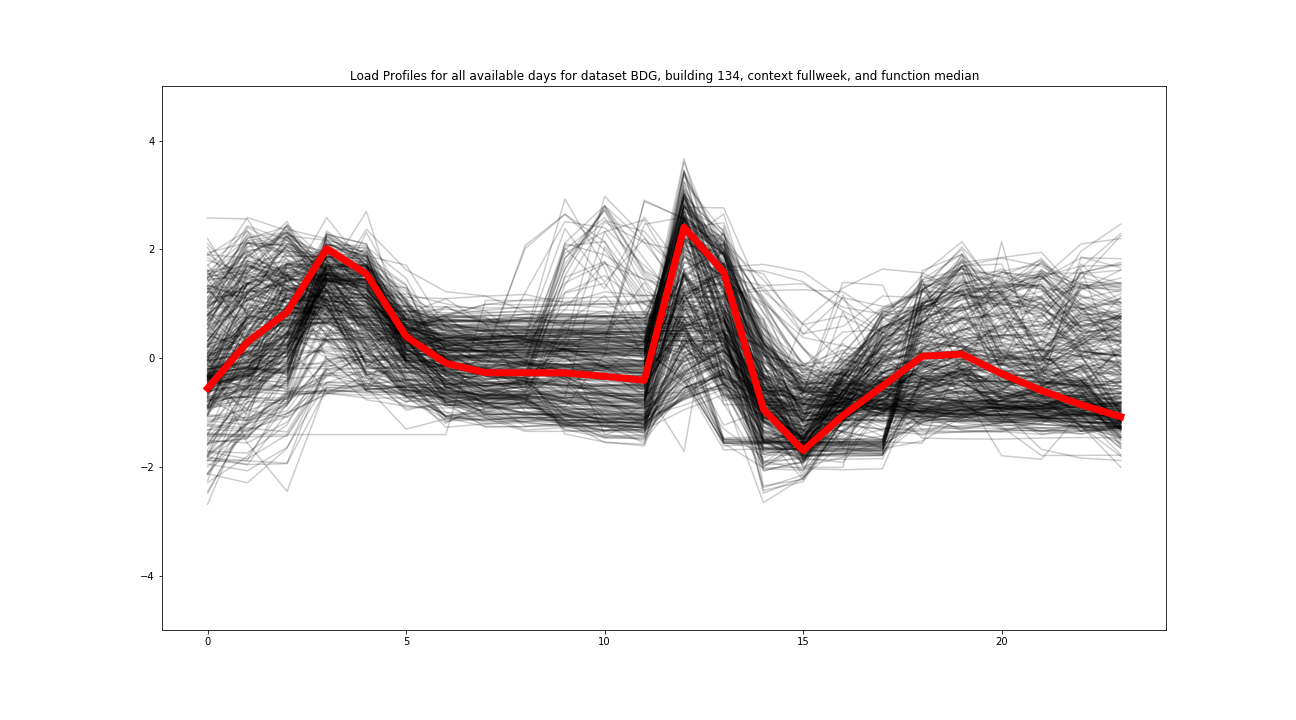 Load Profiles for all available days for dataset BDG, building 134, context fullweek, and function median
4
2
0
−2
−4
0 5 10 15 20